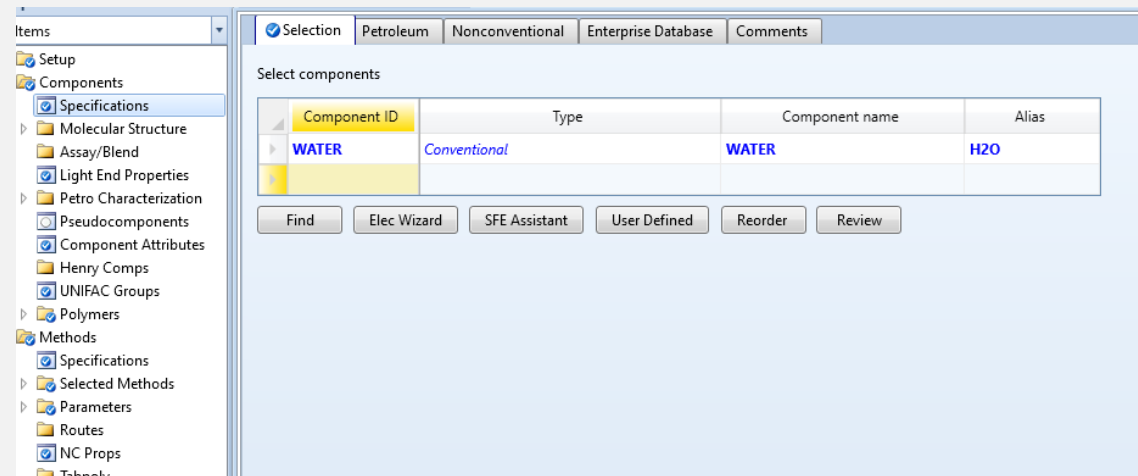 Items
Setup
Components
Specifications
Molecular Structure
Assay/Blend
Light End Properties
Petro Characterization
Pseudocomponents
Component Attributes
Henry Comps
UNIFAC Groups
Polymers
Methods
Specifications
Selected Methods
Parameters
Routes
NC Props
Tabpoly
Selection Petroleum Nonconventional Enterprise Database Comments
Select components
Component ID Type Component name Alias
WATER Conventional WATER H2O
Find Elec Wizard SFE Assistant User Defined Reorder Review